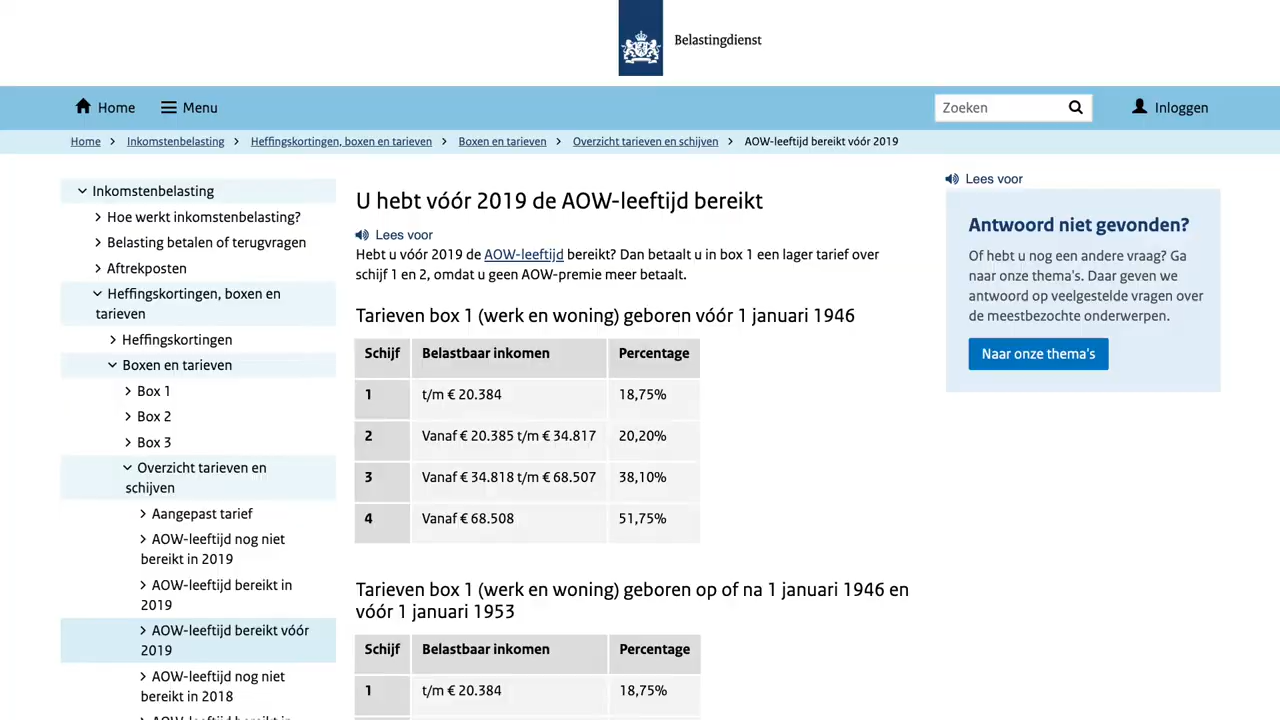 Belastingdienst
Home
Menu
Zoeken
Inloggen
Home
Inkomstenbelasting
Heffingskortingen, boxen en tarieven
Boxen en tarieven
Overzicht tarieven en schijven
AOW-leeftijd bereikt vóór 2019
Inkomstenbelasting
Hoe werkt inkomstenbelasting?
Belasting betalen of terugvragen
Aftrekposten
Heffingskortingen, boxen en
tarieven
Heffingskortingen
Boxen en tarieven
Box 1
Box 2
Box 3
Overzicht tarieven en
schijven
Aangepast tarief
AOW-leeftijd nog niet
bereikt in 2019
AOW-leeftijd bereikt in
2019
AOW-leeftijd bereikt vóór
2019
AOW-leeftijd nog niet
bereikt in 2018
AOW-leeftijd bereikt in
U hebt vóór 2019 de AOW-leeftijd bereikt
Lees voor
Hebt u vóór 2019 de AOW-leeftijd bereikt? Dan betaalt u in box 1 een lager tarief over
schijf 1 en 2, omdat u geen AOW-premie meer betaalt.
Tarieven box 1 (werk en woning) geboren vóór 1 januari 1946
Schijf Belastbaar inkomen Percentage
1 t/m € 20.384 18,75%
2 Vanaf € 20.385 t/m € 34.817 20,20%
3 Vanaf € 34.818 t/m € 68.507 38,10%
4 Vanaf € 68.508 51,75%
Tarieven box 1 (werk en woning) geboren op of na 1 januari 1946 en
vóór 1 januari 1953
Schijf Belastbaar inkomen Percentage
1 t/m € 20.384 18,75%
Lees voor
Antwoord niet gevonden?
Of hebt u nog een andere vraag? Ga
naar onze thema's. Daar geven we
antwoord op veelgestelde vragen over
de meestbezochte onderwerpen.
Naar onze thema's